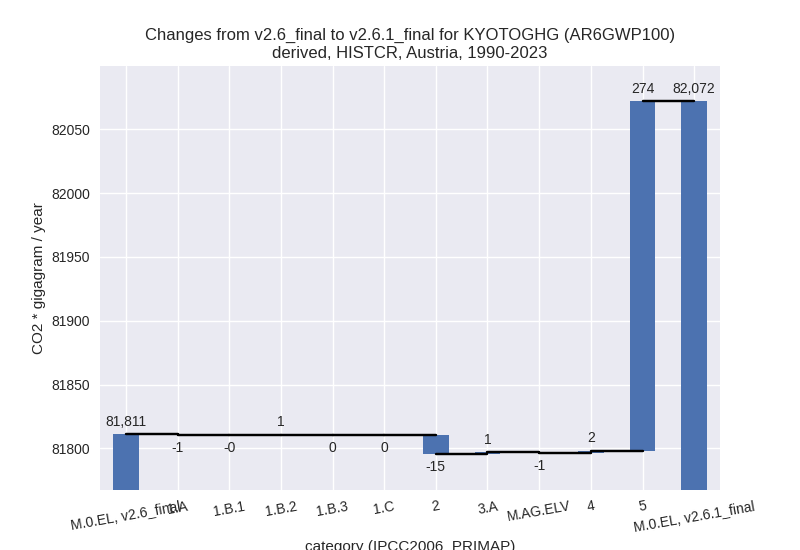 Changes from v2.6_final to v2.6.1_final for KYOTOGHG (AR6GWP100)
derived, HISTCR, Austria, 1990-2023
CO2 * gigagram / year
82050
82000
81950
81900
81850
81800
81,811
-1
-0
1
0
0
-15
1
-1
2
274
82,072
M.0.EL, v2.6_final
1.A
1.B.1
1.B.2
1.B.3
1.C
2
3.A
M.AG.ELV
4
5
M.0.EL, v2.6.1_final
category (IPCC2006_PRIMAP)